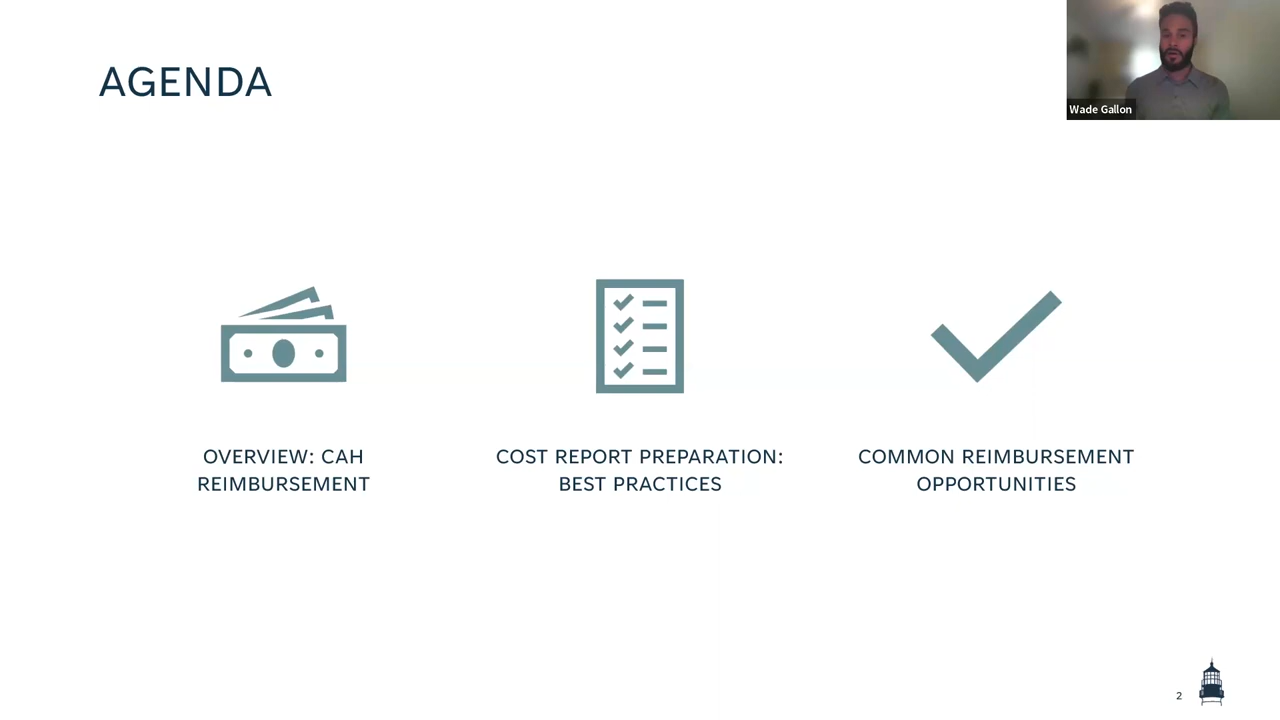 AGENDA
Wade Gallon
OVERVIEW: CAH
REIMBURSEMENT
COST REPORT PREPARATION:
BEST PRACTICES
COMMON REIMBURSEMENT
OPPORTUNITIES
2